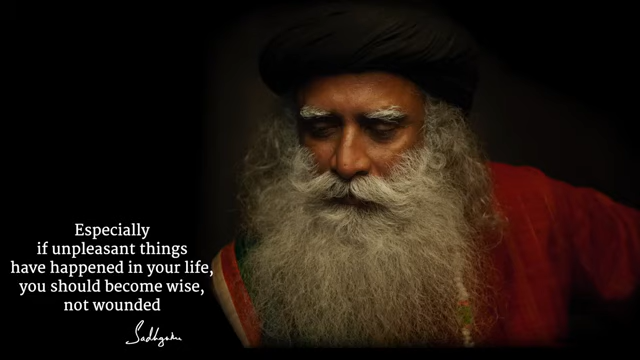 Especially
if unpleasant things
have happened in your life,
you should become wise,
not wounded
Sadhguru